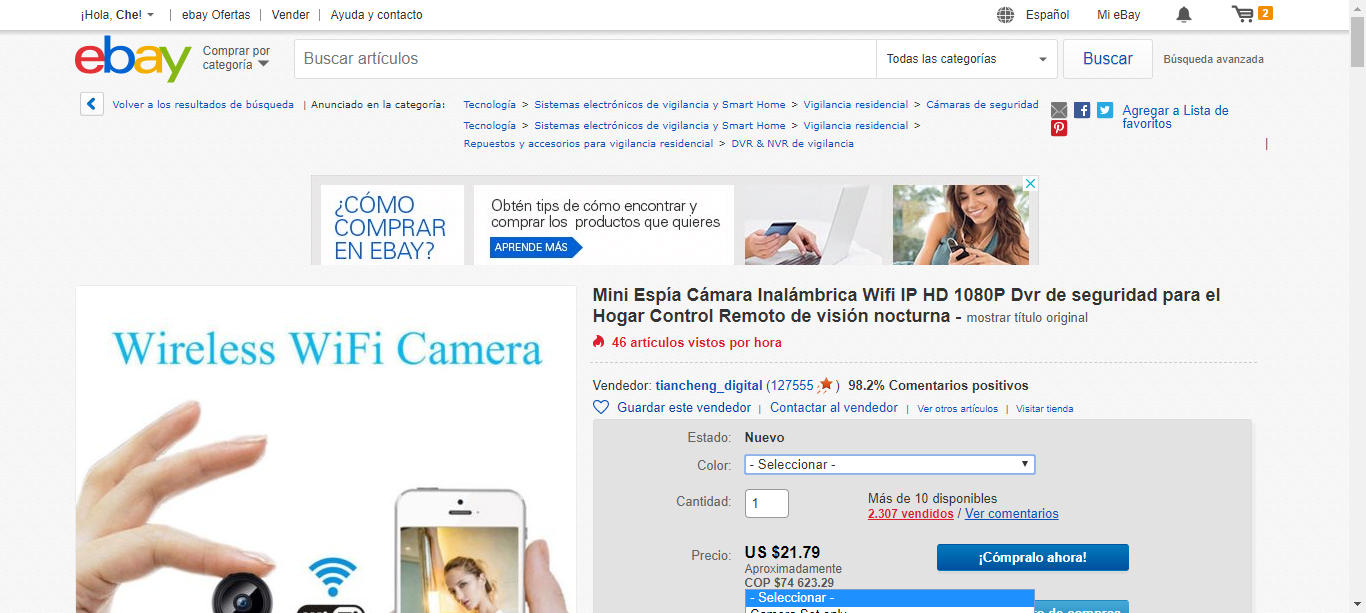 ¡Hola, Che! | ebay Ofertas | Vender | Ayuda y contacto Español Mi eBay 2
ebay Comprar por categoría Buscar artículos Todas las categorías Buscar Búsqueda avanzada
Volver a los resultados de búsqueda | Anunciado en la categoría: Tecnología > Sistemas electrónicos de vigilancia y Smart Home > Vigilancia residencial > Cámaras de seguridad
Tecnología > Sistemas electrónicos de vigilancia y Smart Home > Vigilancia residencial >
Repuestos y accesorios para vigilancia residencial > DVR & NVR de vigilancia
Agregar a Lista de
favoritos
|
¿CÓMO
COMPRAR
EN EBAY?
Obtén tips de cómo encontrar y
comprar los productos que quieres
APRENDE MÁS
Wireless WiFi Camera
Mini Espía Cámara Inalámbrica Wifi IP HD 1080P Dvr de seguridad para el
Hogar Control Remoto de visión nocturna - mostrar título original
46 artículos vistos por hora
Vendedor: tiancheng_digital (127555 ) 98.2% Comentarios positivos
Guardar este vendedor | Contactar al vendedor | Ver otros artículos | Visitar tienda
Estado: Nuevo
Color: - Seleccionar -
Cantidad: 1 Más de 10 disponibles
2.307 vendidos / Ver comentarios
Precio: US $21.79 ¡Cómpralo ahora!
Aproximadamente
COP $74 623.29
- Seleccionar -